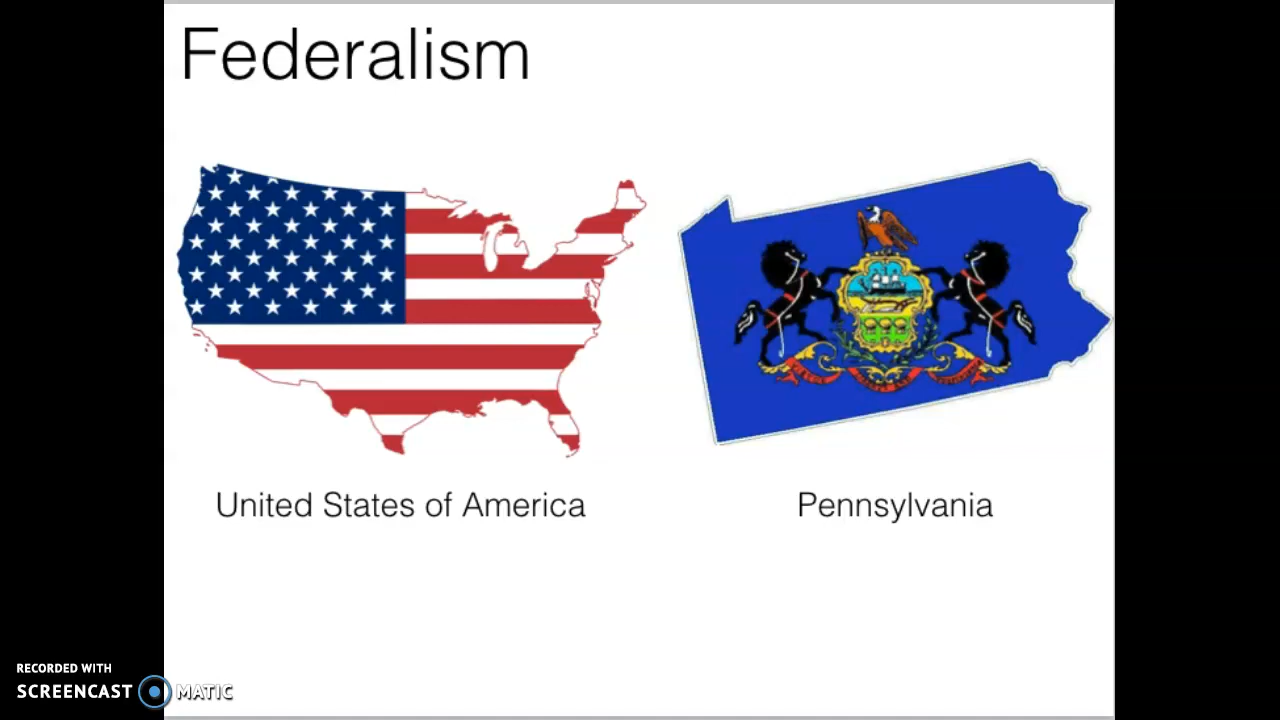 Federalism
United States of America
Pennsylvania
RECORDED WITH
SCREENCAST MATIC